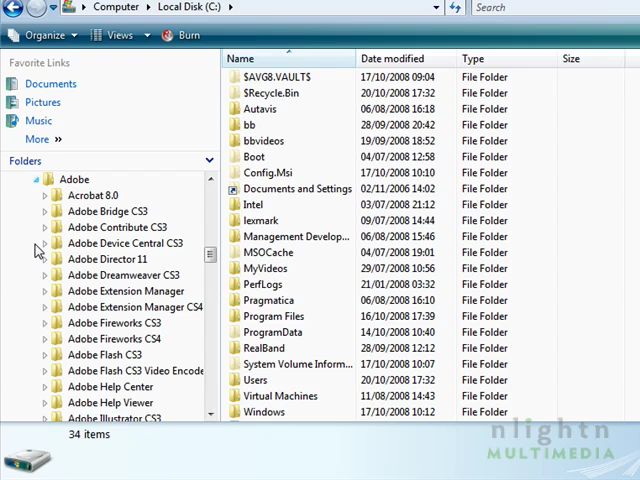 Computer ▸ Local Disk (C:) ▸
Search
Organize
Views
Burn
Favorite Links
Documents
Pictures
Music
More »
Folders
Adobe
Acrobat 8.0
Adobe Bridge CS3
Adobe Contribute CS3
Adobe Device Central CS3
Adobe Director 11
Adobe Dreamweaver CS3
Adobe Extension Manager
Adobe Extension Manager CS4
Adobe Fireworks CS3
Adobe Fireworks CS4
Adobe Flash CS3
Adobe Flash CS3 Video Encode
Adobe Help Center
Adobe Help Viewer
Adobe Illustrator CS3
Name Date modified Type Size
$AVG8.VAULT$ 17/10/2008 09:04 File Folder
$Recycle.Bin 20/10/2008 17:32 File Folder
Autavis 06/08/2008 16:18 File Folder
bb 28/09/2008 20:42 File Folder
bbvideos 19/09/2008 18:52 File Folder
Boot 04/07/2008 12:58 File Folder
Config.Msi 17/10/2008 10:10 File Folder
Documents and Settings 02/11/2006 14:02 File Folder
Intel 03/07/2008 21:12 File Folder
lexmark 09/07/2008 14:44 File Folder
Management Develop... 06/08/2008 15:46 File Folder
MSOCache 04/07/2008 19:01 File Folder
MyVideos 29/07/2008 10:56 File Folder
PerfLogs 21/01/2008 03:32 File Folder
Pragmatica 06/08/2008 16:10 File Folder
Program Files 16/10/2008 17:39 File Folder
ProgramData 14/10/2008 10:40 File Folder
RealBand 28/09/2008 12:12 File Folder
System Volume Inform... 17/10/2008 10:07 File Folder
Users 20/10/2008 17:32 File Folder
Virtual Machines 11/08/2008 14:43 File Folder
Windows 17/10/2008 10:12 File Folder
34 items
nlightn
MULTIMEDIA